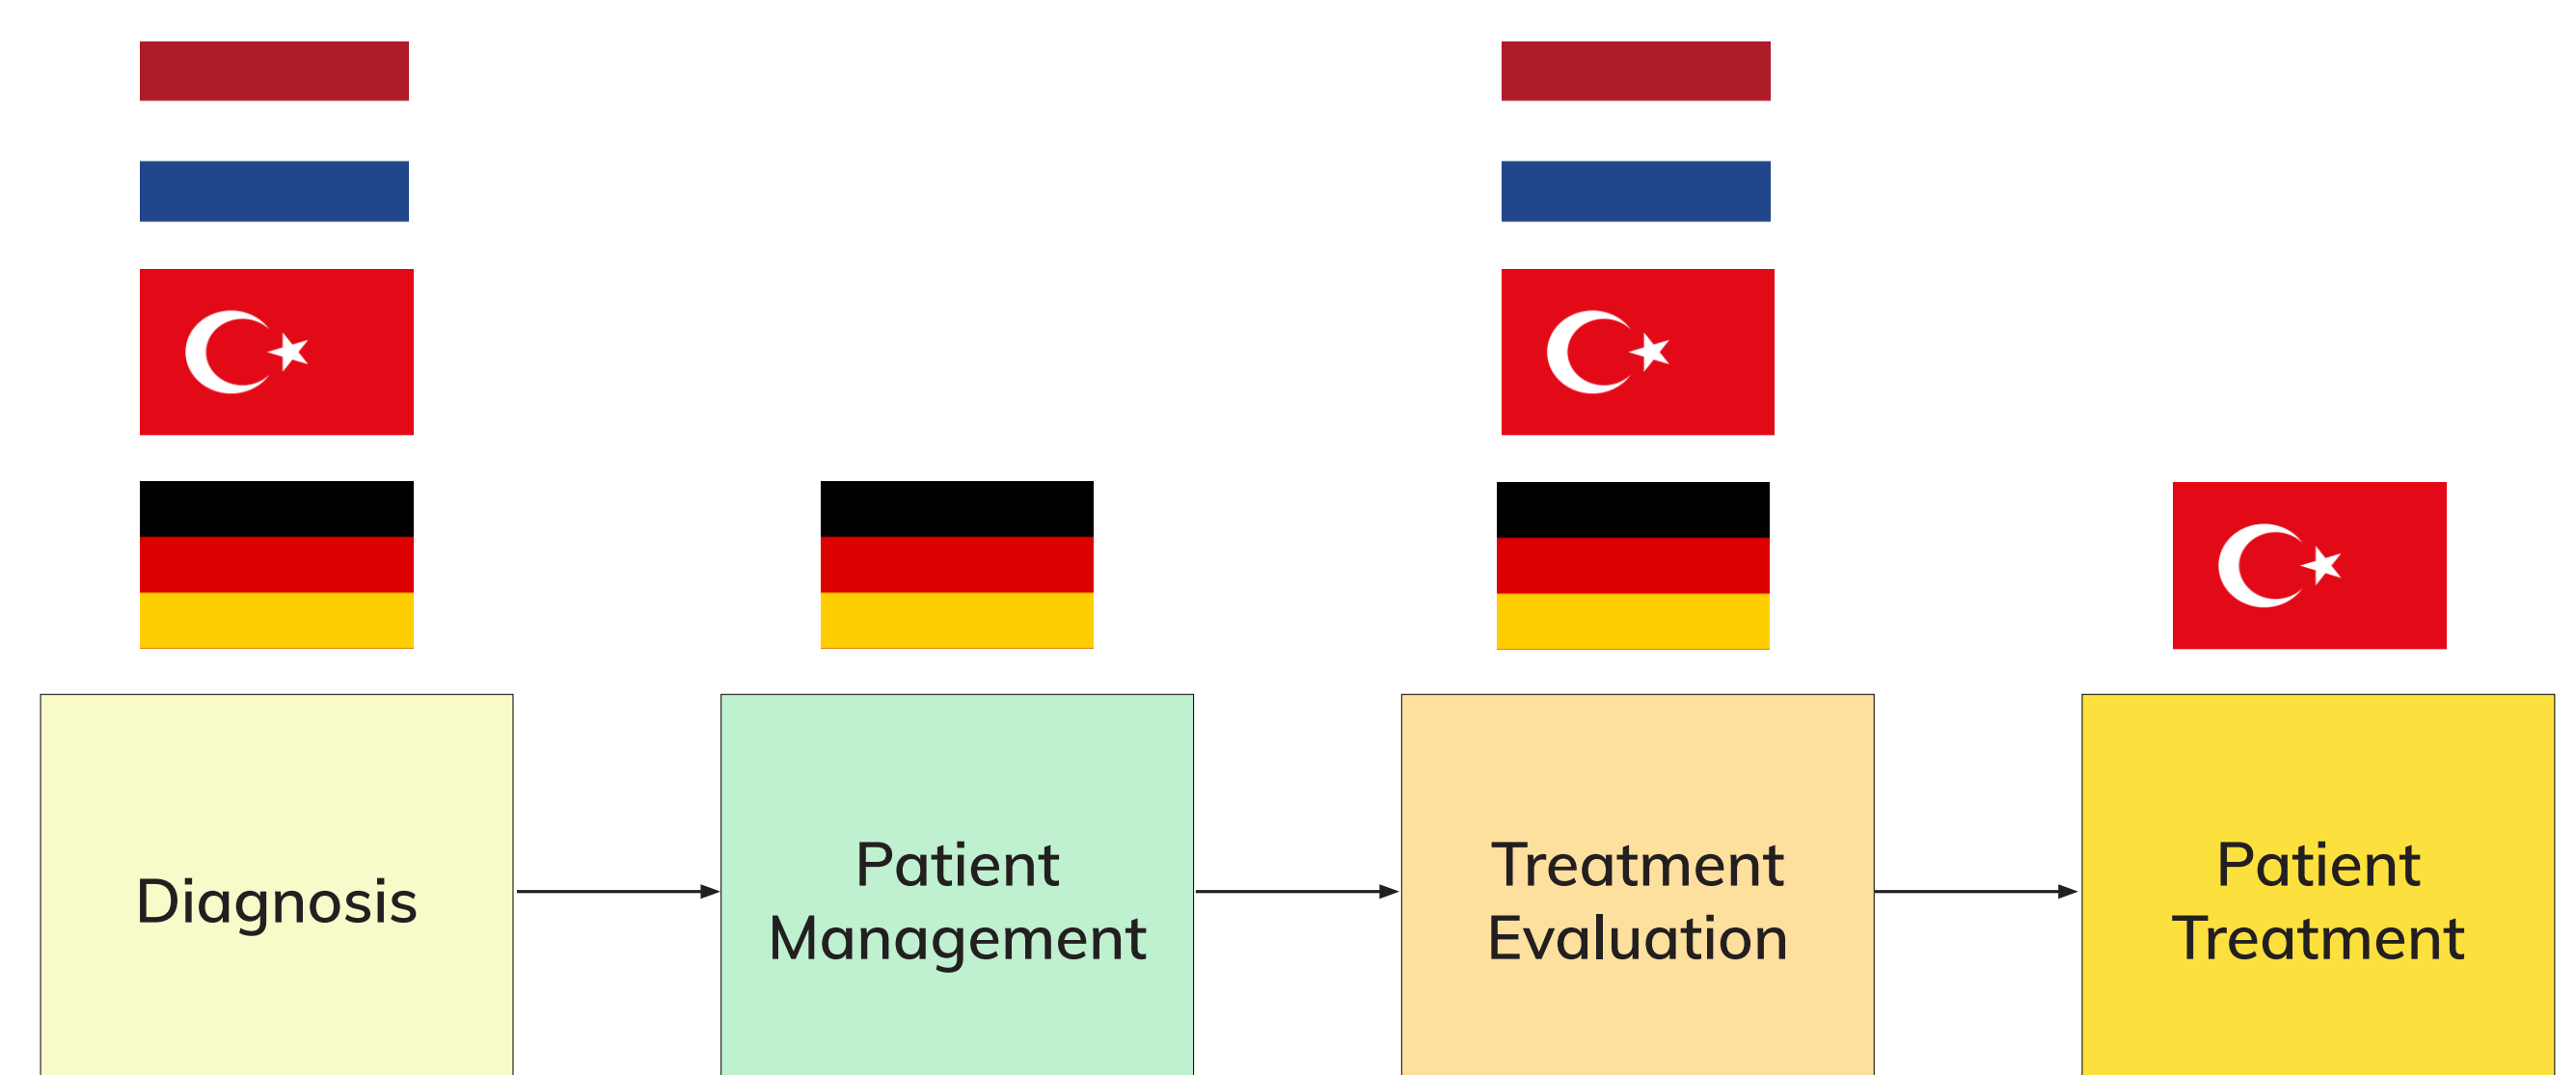 Diagnosis
Patient
Management
Treatment
Evaluation
Patient
Treatment